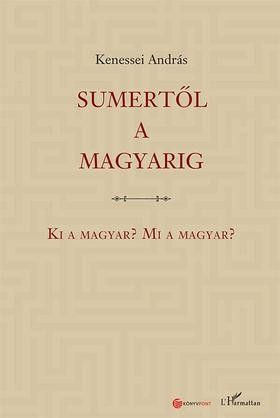 Kenessei András
SUMERTŐL
A
MAGYARIG
Ki a magyar? Mi a magyar?
KÖNYVPONT
L'Harmattan